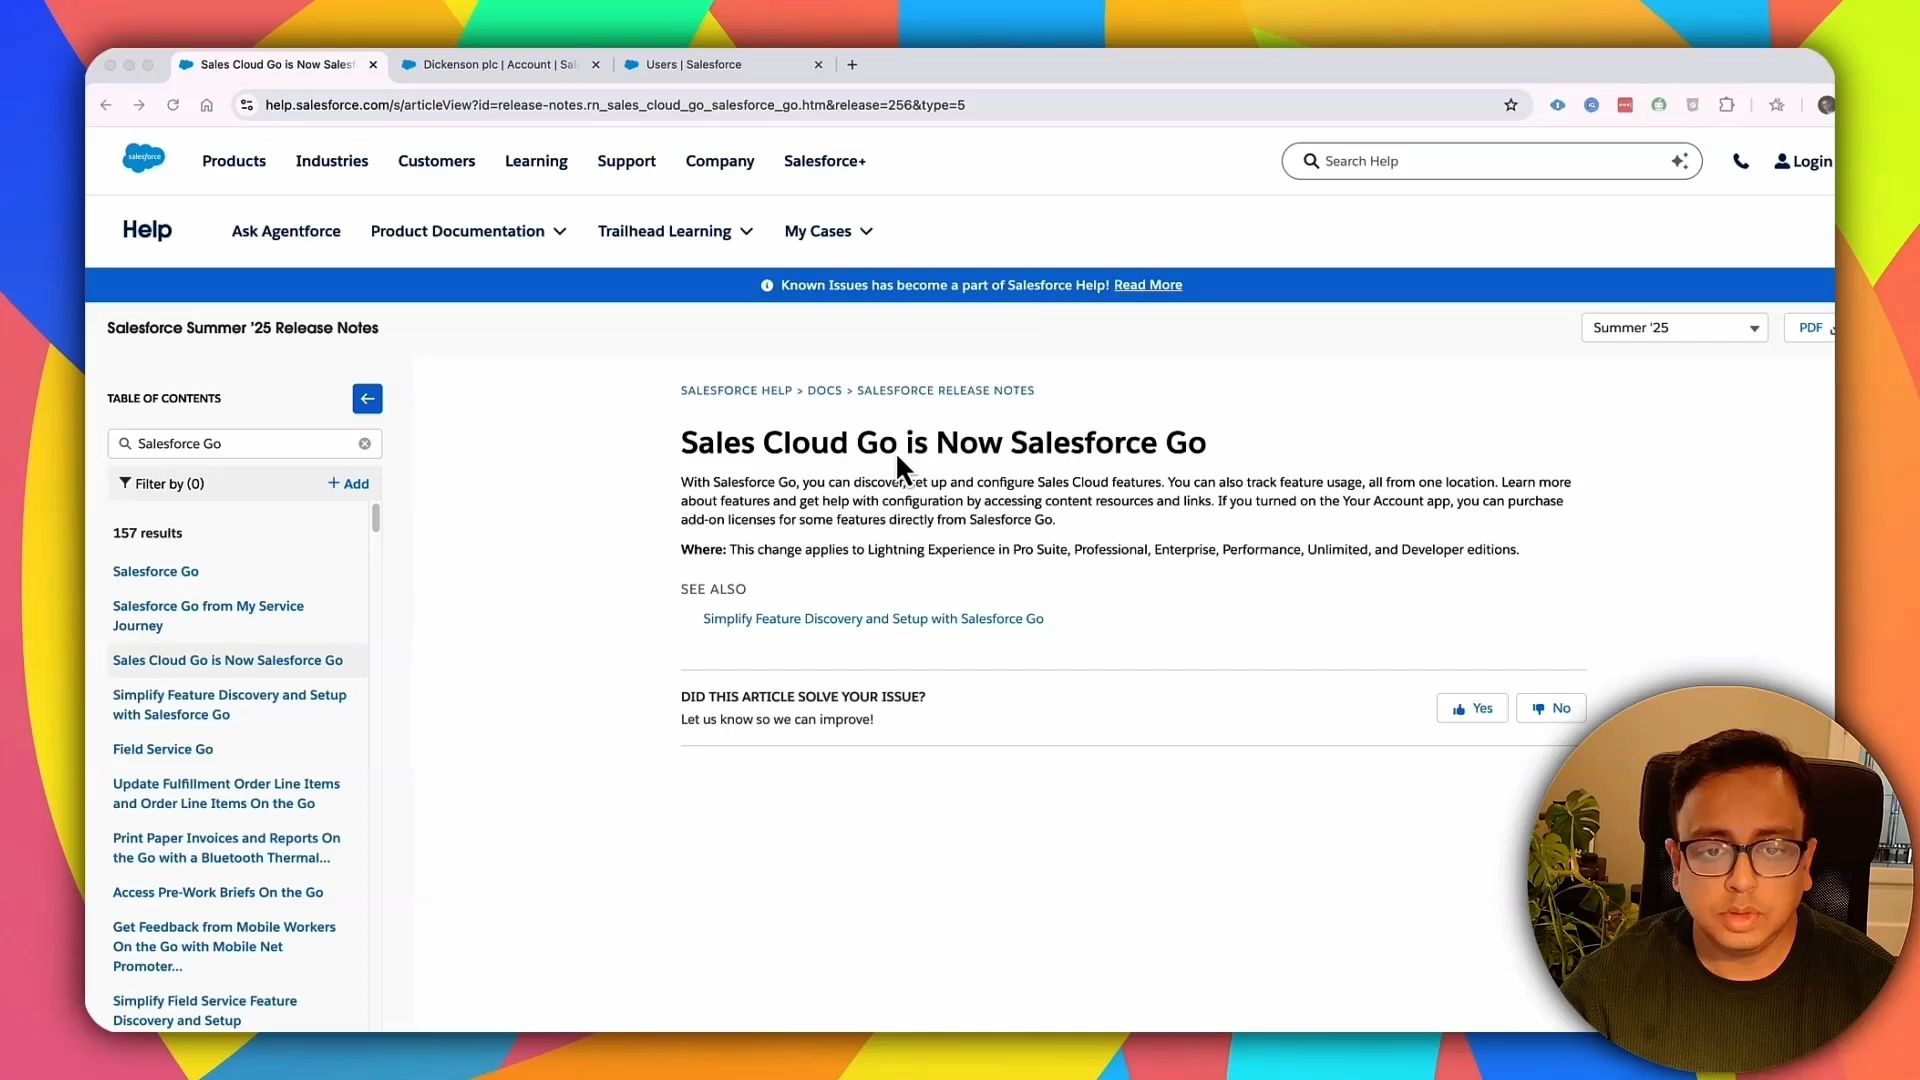 Sales Cloud Go is Now Salesf
Dickenson plc | Account | Sal
Users | Salesforce
help.salesforce.com/s/articleView?id=release-notes.rn_sales_cloud_go_salesforce_go.htm&release=256&type=5
salesforce
Products
Industries
Customers
Learning
Support
Company
Salesforce+
Search Help
Login
Help
Ask Agentforce
Product Documentation
Trailhead Learning
My Cases
Known Issues has become a part of Salesforce Help! Read More
Salesforce Summer '25 Release Notes
Summer '25
PDF
TABLE OF CONTENTS
Salesforce Go
Filter by (0)
+ Add
157 results
Salesforce Go
Salesforce Go from My Service
Journey
Sales Cloud Go is Now Salesforce Go
Simplify Feature Discovery and Setup
with Salesforce Go
Field Service Go
Update Fulfillment Order Line Items
and Order Line Items On the Go
Print Paper Invoices and Reports On
the Go with a Bluetooth Thermal...
Access Pre-Work Briefs On the Go
Get Feedback from Mobile Workers
On the Go with Mobile Net
Promoter...
Simplify Field Service Feature
Discovery and Setup
SALESFORCE HELP > DOCS > SALESFORCE RELEASE NOTES
Sales Cloud Go is Now Salesforce Go
With Salesforce Go, you can discover, set up and configure Sales Cloud features. You can also track feature usage, all from one location. Learn more
about features and get help with configuration by accessing content resources and links. If you turned on the Your Account app, you can purchase
add-on licenses for some features directly from Salesforce Go.
Where: This change applies to Lightning Experience in Pro Suite, Professional, Enterprise, Performance, Unlimited, and Developer editions.
SEE ALSO
Simplify Feature Discovery and Setup with Salesforce Go
DID THIS ARTICLE SOLVE YOUR ISSUE?
Let us know so we can improve!
Yes
No